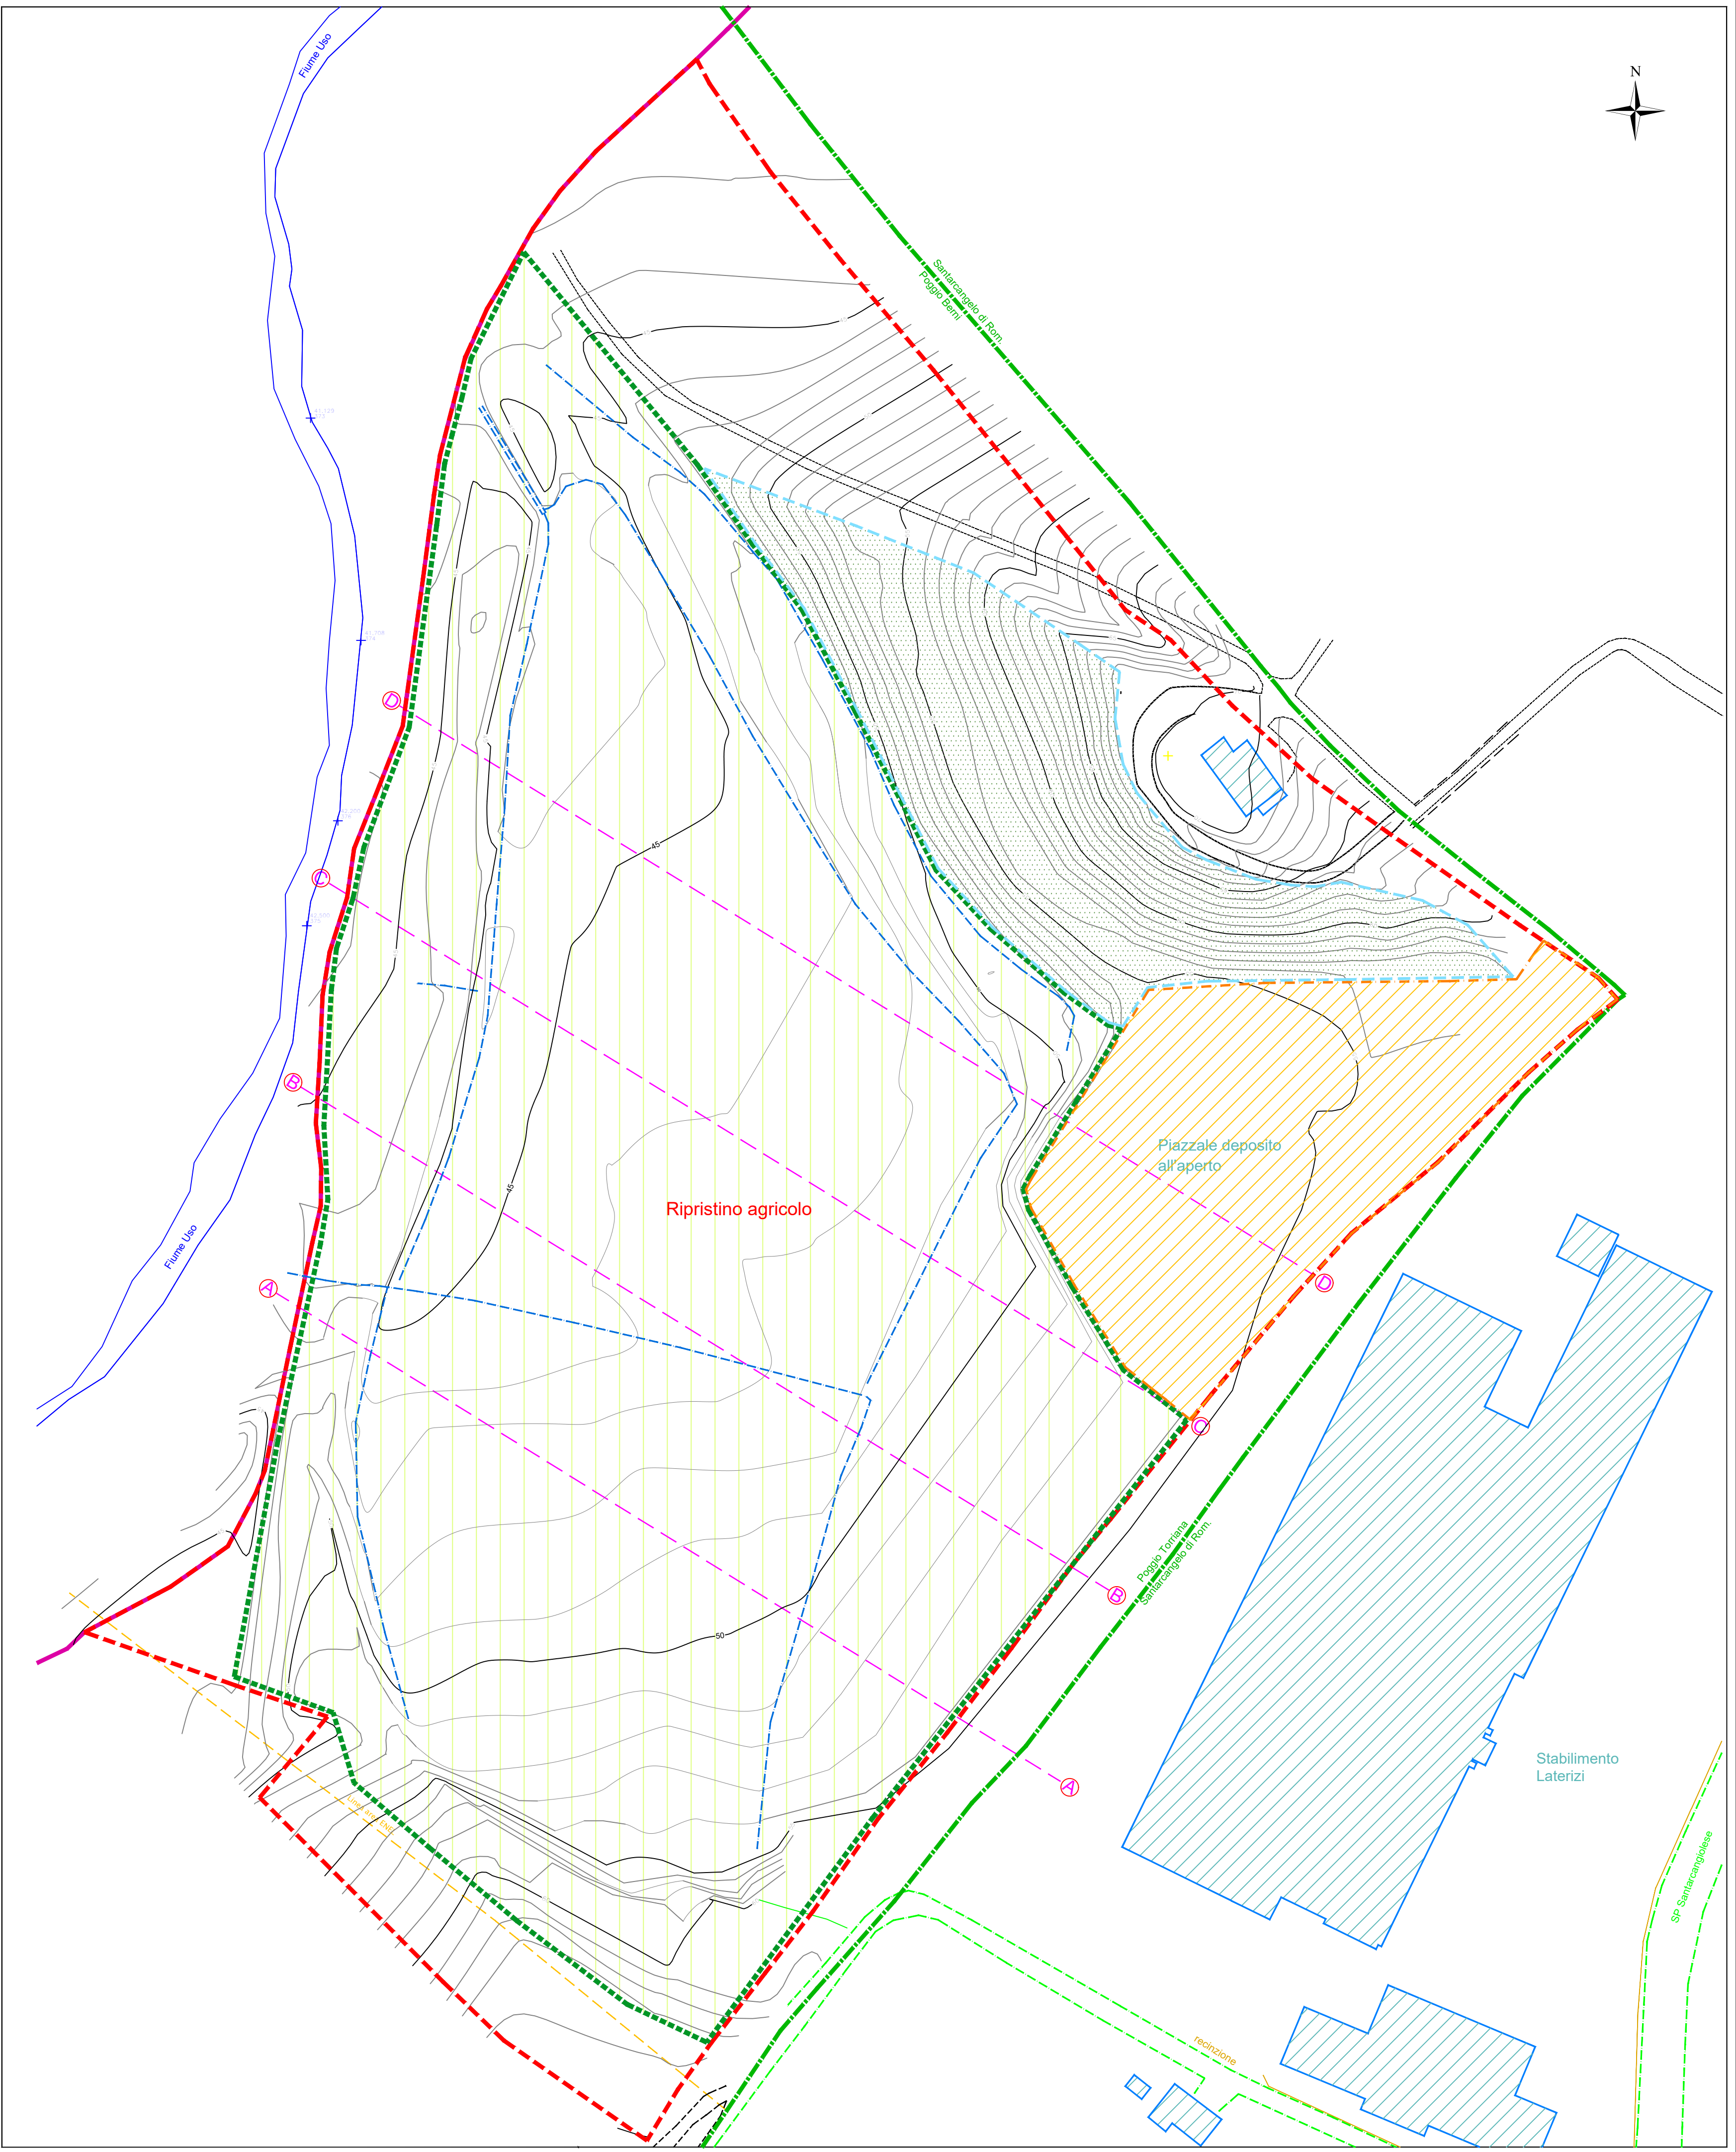 Fiume Uso
N
Santarcangelo di Rom.
Poggio Berni
D
C
45
B
Piazzale deposito
all'aperto
45
Ripristino agricolo
Fiume Uso
A
D
C
Poggio Torriana
Santarcangelo di Rom.
B
50
A
Stabilimento
Laterizi
SP Santarcangiolese
recinzione